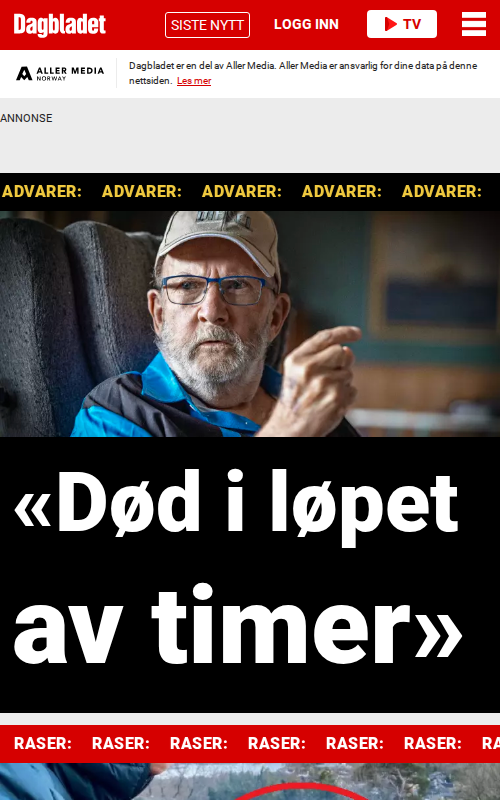 Dagbladet SISTE NYTT LOGG INN TV
ALLER MEDIA
NORWAY
Dagbladet er en del av Aller Media. Aller Media er ansvarlig for dine data på denne
nettsiden. Les mer
ANNONSE
ADVARER: ADVARER: ADVARER: ADVARER: ADVARER:
«Død i løpet
av timer»
RASER: RASER: RASER: RASER: RASER: RASER: RA